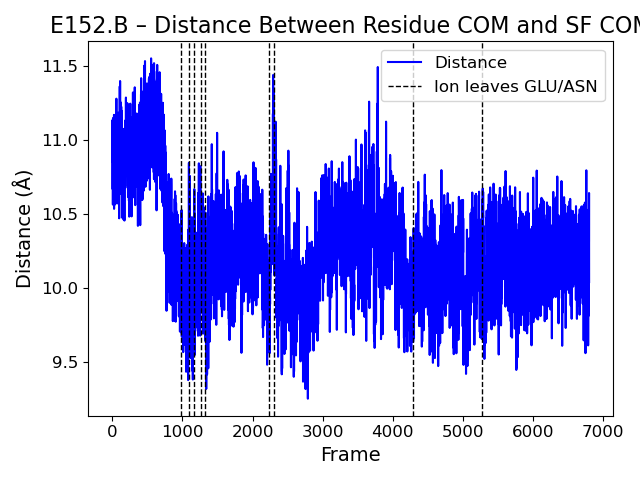 E152.B – Distance Between Residue COM and SF COM
Distance
Ion leaves GLU/ASN
Distance (Å)
11.5
11.0
10.5
10.0
9.5
0 1000 2000 3000 4000 5000 6000 7000
Frame